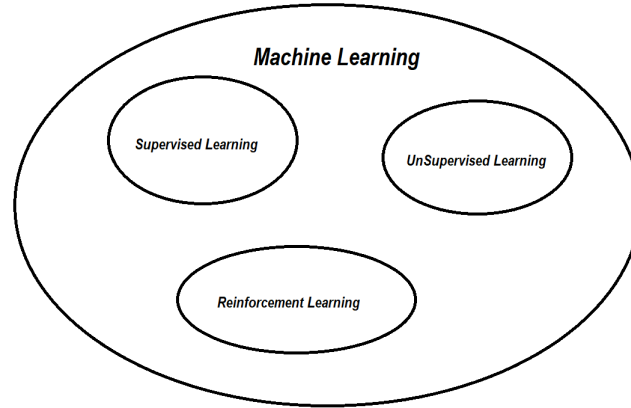 Machine Learning
Supervised Learning
UnSupervised Learning
Reinforcement Learning